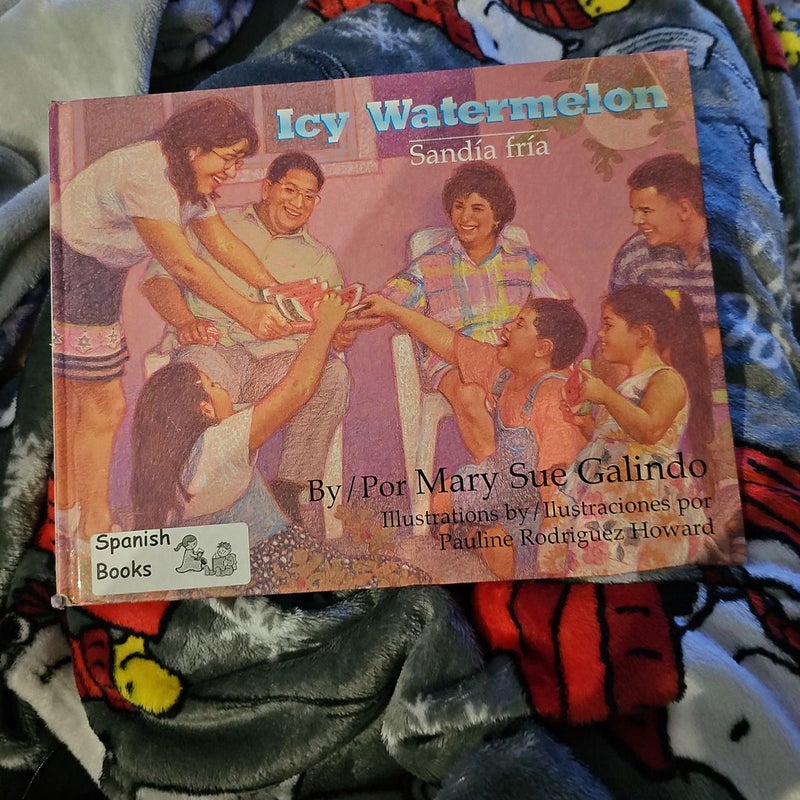 Icy Watermelon
Sandía fría
By/Por Mary Sue Galindo
Illustrations by/Ilustraciones por
Pauline Rodriguez Howard
Spanish
Books